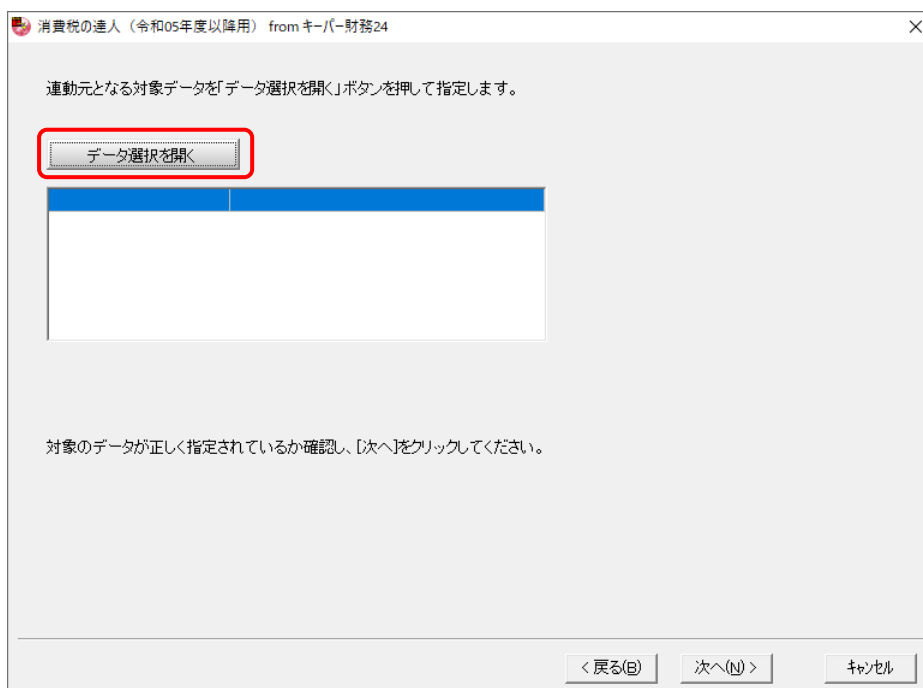 消費税の達人（令和05年度以降用） from キーパー財務24
連動元となる対象データを「データ選択を開く」ボタンを押して指定します。
データ選択を開く
対象のデータが正しく指定されているか確認し、[次へ]をクリックしてください。
< 戻る(B)
次へ(N) >
キャンセル